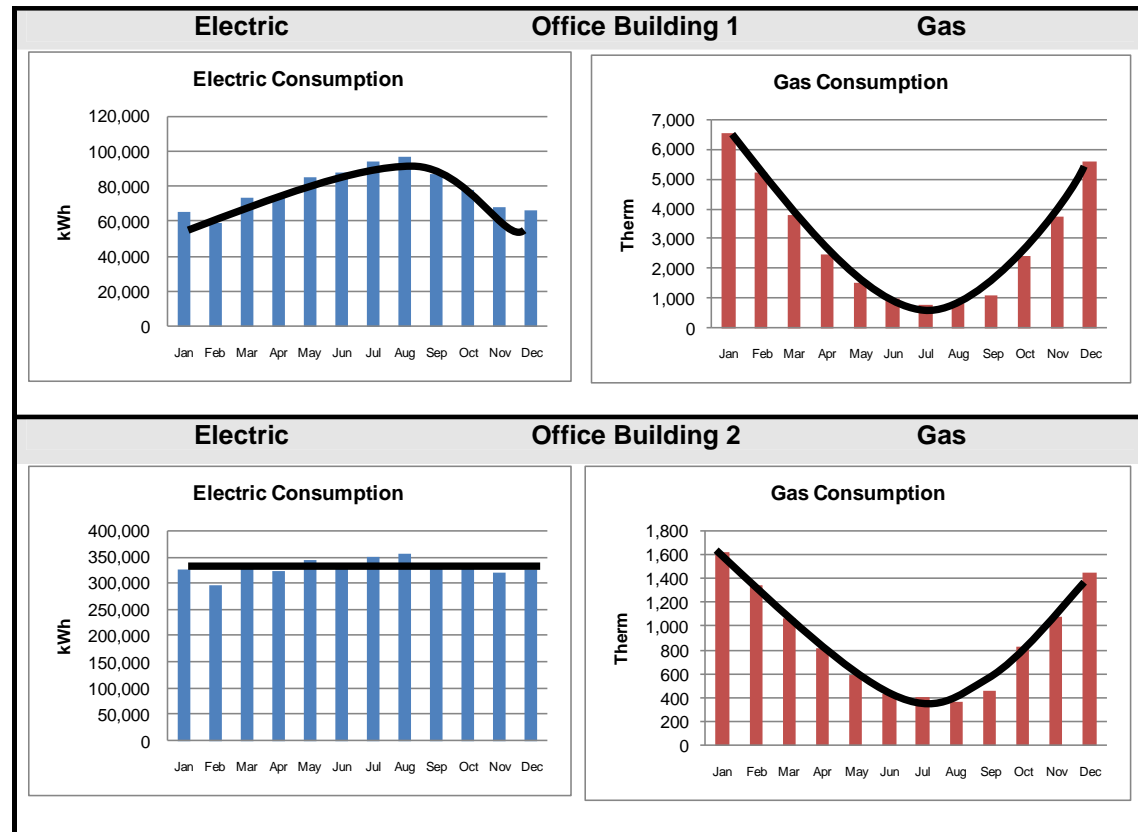 Electric Office Building 1 Gas
Electric Consumption
120,000
100,000
80,000
60,000
40,000
20,000
0
kWh
Jan Feb Mar Apr May Jun Jul Aug Sep Oct Nov Dec
Gas Consumption
7,000
6,000
5,000
4,000
3,000
2,000
1,000
0
Therm
Jan Feb Mar Apr May Jun Jul Aug Sep Oct Nov Dec
Electric Office Building 2 Gas
Electric Consumption
400,000
350,000
300,000
250,000
200,000
150,000
100,000
50,000
0
kWh
Jan Feb Mar Apr May Jun Jul Aug Sep Oct Nov Dec
Gas Consumption
1,800
1,600
1,400
1,200
1,000
800
600
400
200
0
Therm
Jan Feb Mar Apr May Jun Jul Aug Sep Oct Nov Dec